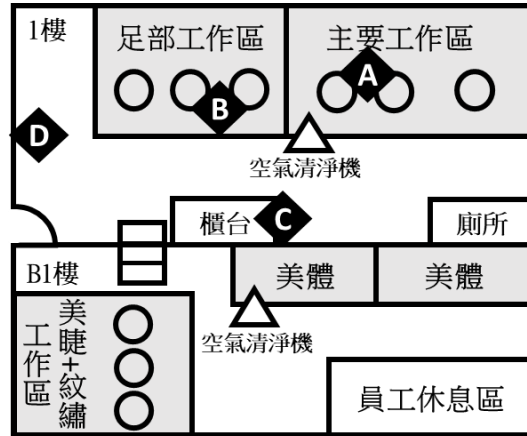 1樓
足部工作區
主要工作區
A
B
D
空氣清淨機
櫃台
C
廁所
B1樓
美體
美體
美睫+紋繡
工作區
空氣清淨機
員工休息區